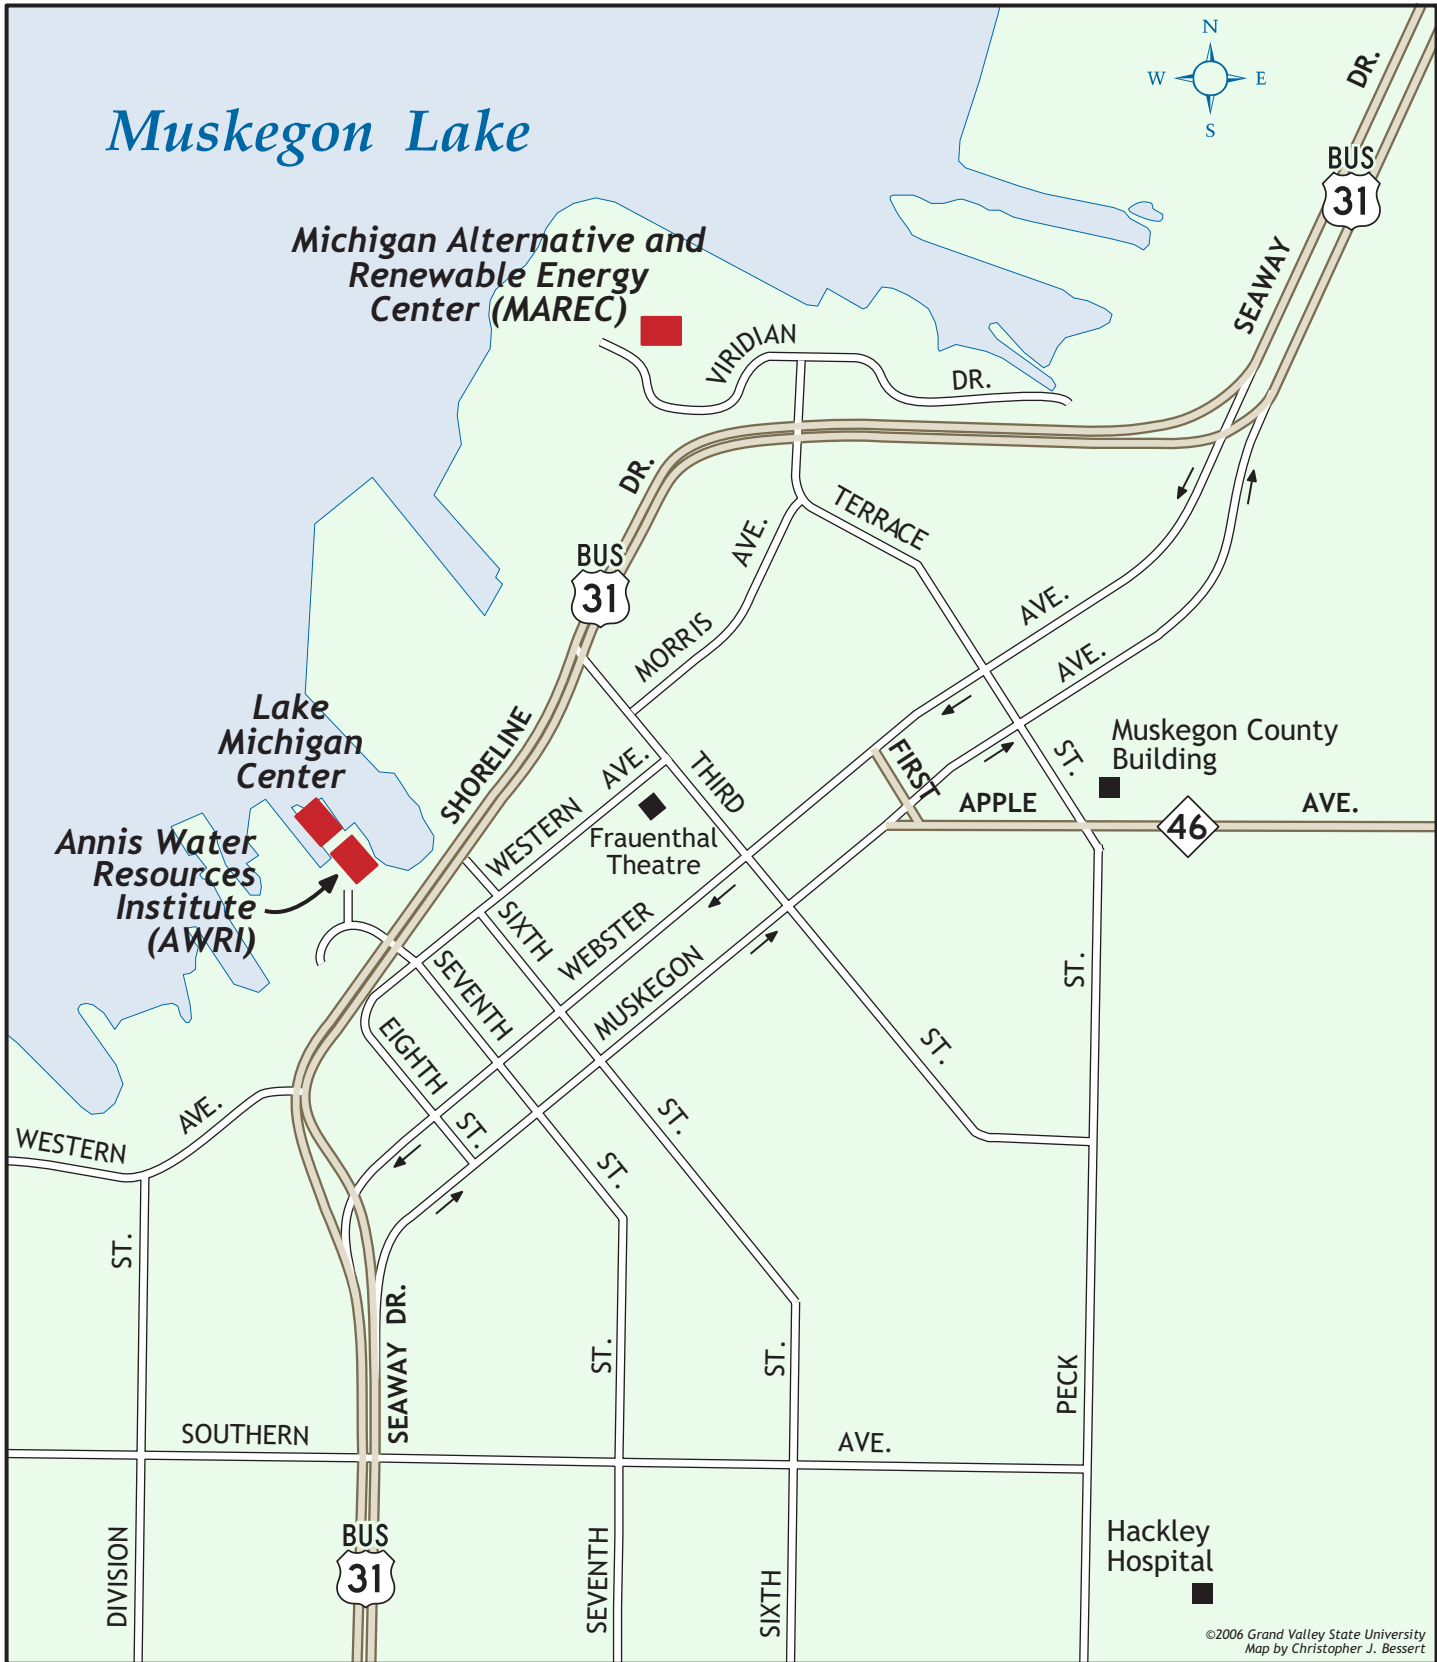 N
W
E
S
DR.
BUS
31
Muskegon Lake
Michigan Alternative and
Renewable Energy
Center (MAREC)
SEAWAY
VIRIDIAN
DR.
DR.
TERRACE
AVE.
BUS
31
AVE.
MORRIS
AVE.
Lake
Michigan
Center
SHORELINE
FIRST
ST.
Muskegon County
Building
AVE.
THIRD
WESTERN
APPLE
AVE.
46
Frauenthal
Theatre
Annis Water
Resources
Institute
(AWRI)
SIXTH
WEBSTER
SEVENTH
MUSKEGON
ST.
EIGHTH
ST.
AVE.
ST.
ST.
WESTERN
ST.
ST.
SEAWAY DR.
ST.
ST.
PECK
SOUTHERN
AVE.
BUS
31
DIVISION
SEVENTH
SIXTH
Hackley
Hospital
©2006 Grand Valley State University
Map by Christopher J. Bessert